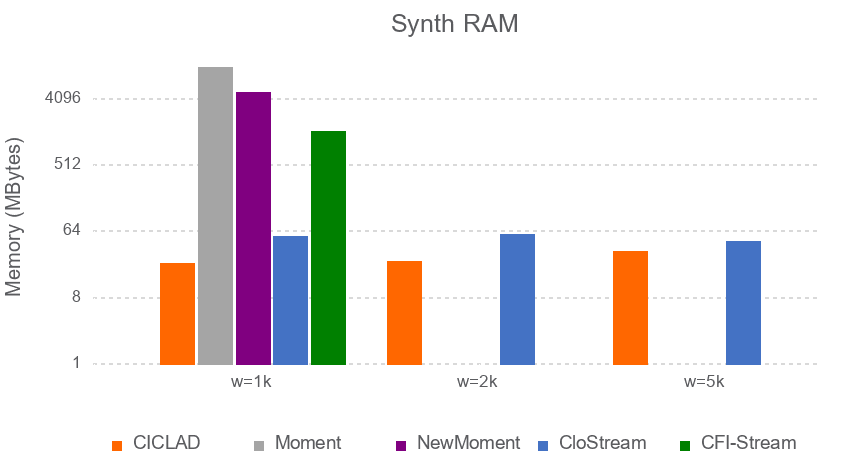 Synth RAM
Memory (MBytes)
4096
512
64
8
1
w=1k w=2k w=5k
CICLAD Moment NewMoment CloStream CFI-Stream